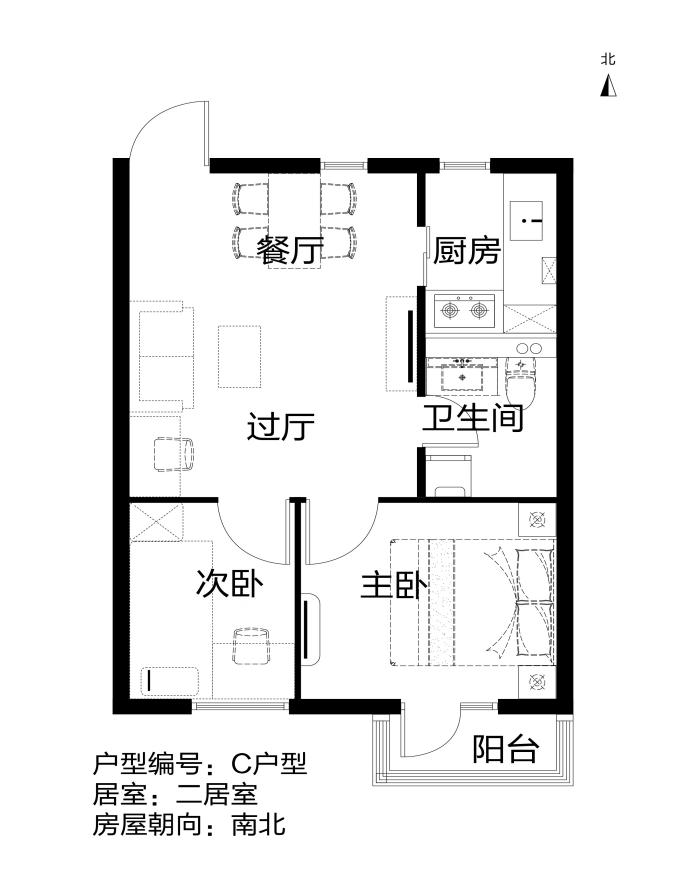 北
餐厅
厨房
过厅
卫生间
次卧
主卧
阳台
户型编号：C户型
居室：二居室
房屋朝向：南北